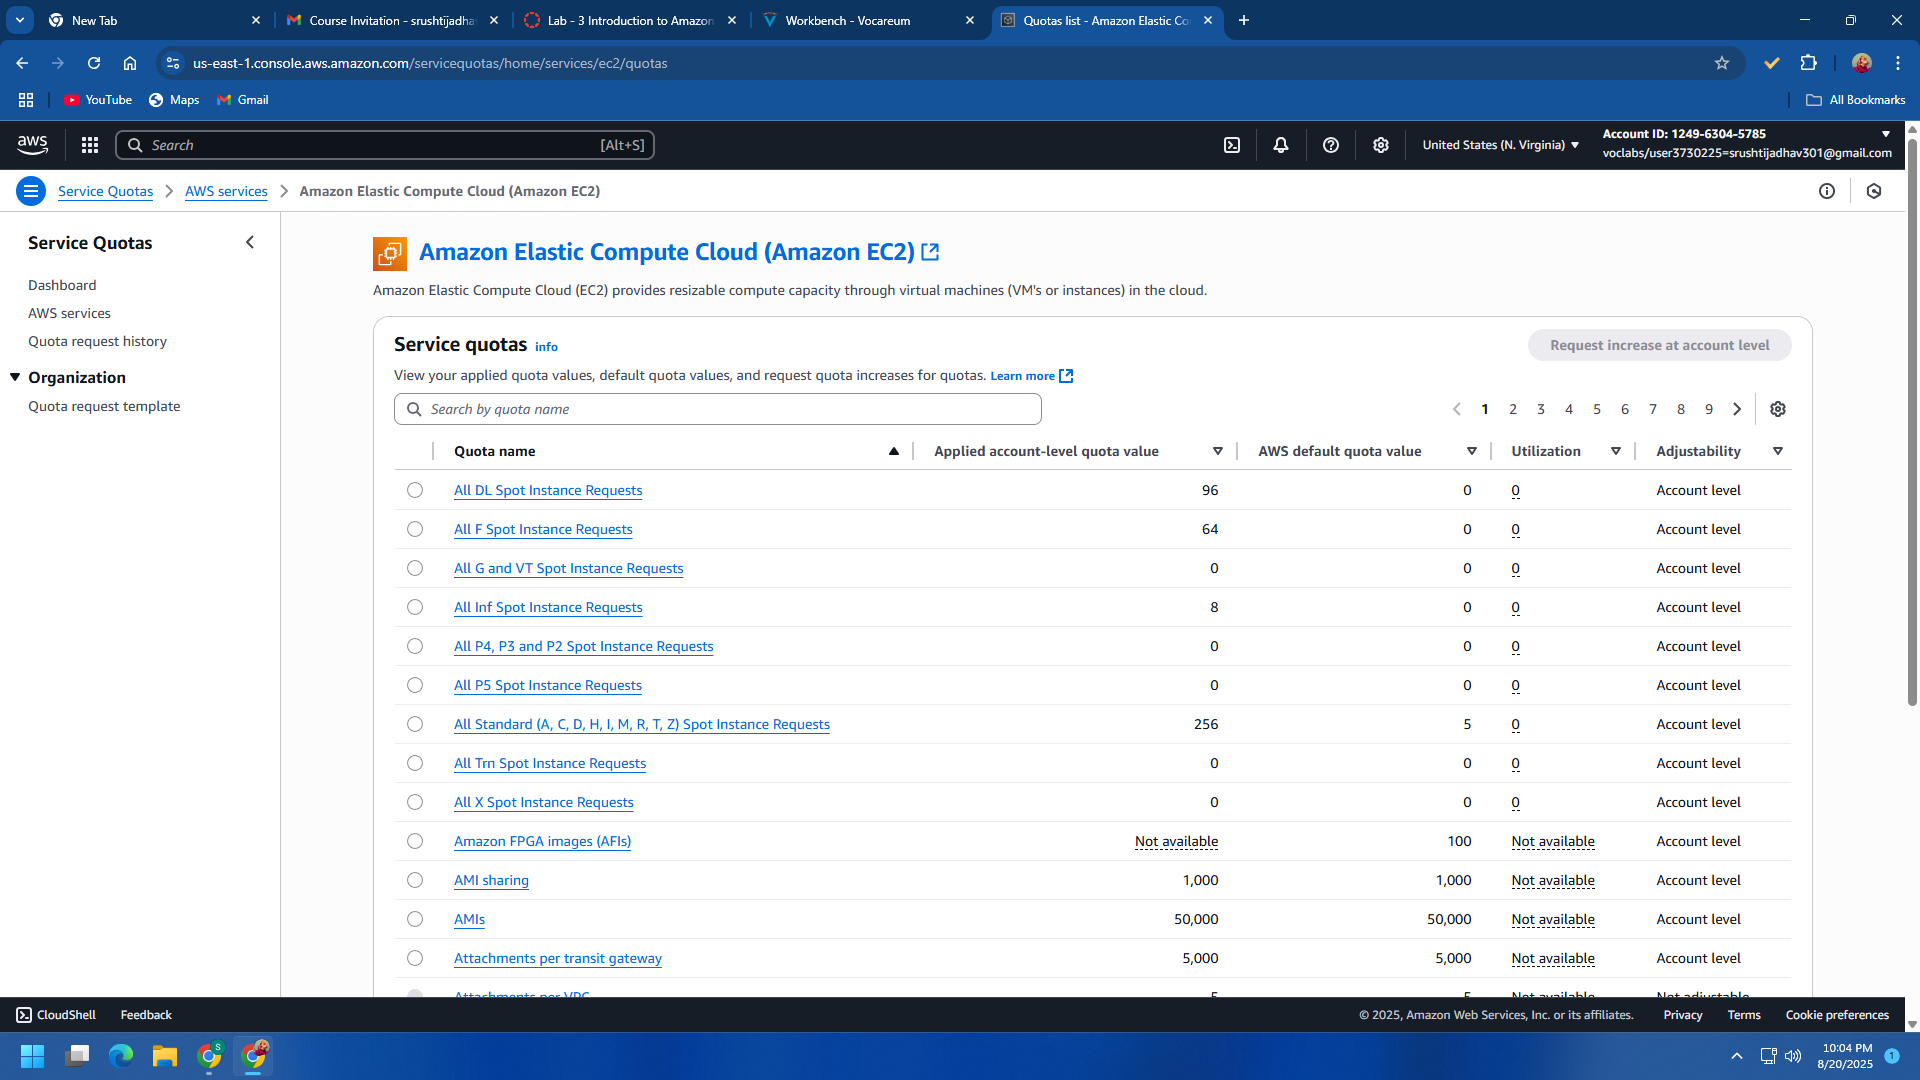 New Tab
Course Invitation - srushtijadha
Lab - 3 Introduction to Amazon
Workbench - Vocareum
Quotas list - Amazon Elastic Co
us-east-1.console.aws.amazon.com/servicequotas/home/services/ec2/quotas
YouTube
Maps
Gmail
All Bookmarks
aws
Search
[Alt+S]
United States (N. Virginia)
Account ID: 1249-6304-5785
voclabs/user3730225=srushtijadhav301@gmail.com
Service Quotas
AWS services
Amazon Elastic Compute Cloud (Amazon EC2)
Service Quotas
Dashboard
AWS services
Quota request history
Organization
Quota request template
Amazon Elastic Compute Cloud (Amazon EC2)
Amazon Elastic Compute Cloud (EC2) provides resizable compute capacity through virtual machines (VM's or instances) in the cloud.
Service quotas info
Request increase at account level
View your applied quota values, default quota values, and request quota increases for quotas. Learn more
Search by quota name
1 2 3 4 5 6 7 8 9
Quota name Applied account-level quota value AWS default quota value Utilization Adjustability
All DL Spot Instance Requests 96 0 0 Account level
All F Spot Instance Requests 64 0 0 Account level
All G and VT Spot Instance Requests 0 0 0 Account level
All Inf Spot Instance Requests 8 0 0 Account level
All P4, P3 and P2 Spot Instance Requests 0 0 0 Account level
All P5 Spot Instance Requests 0 0 0 Account level
All Standard (A, C, D, H, I, M, R, T, Z) Spot Instance Requests 256 5 0 Account level
All Trn Spot Instance Requests 0 0 0 Account level
All X Spot Instance Requests 0 0 0 Account level
Amazon FPGA images (AFIs) Not available 100 Not available Account level
AMI sharing 1,000 1,000 Not available Account level
AMIs 50,000 50,000 Not available Account level
Attachments per transit gateway 5,000 5,000 Not available Account level
Attachments per VPC 5 5 Not available Not adjustable
CloudShell
Feedback
© 2025, Amazon Web Services, Inc. or its affiliates.
Privacy
Terms
Cookie preferences
S
10:04 PM
8/20/2025
1